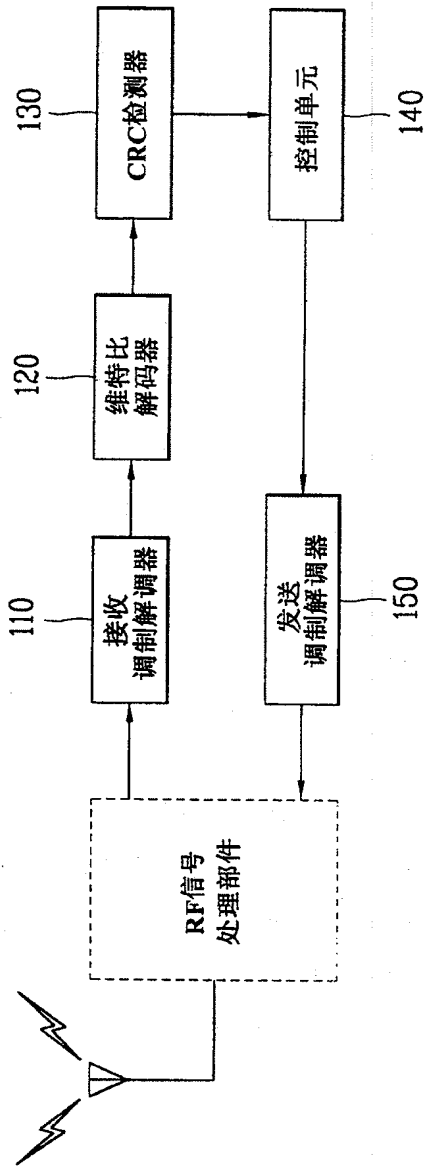 110
120
130
接收
调制解调器
维特比
解码器
CRC检测器
RF信号
处理部件
发送
调制解调器
控制单元
150
140